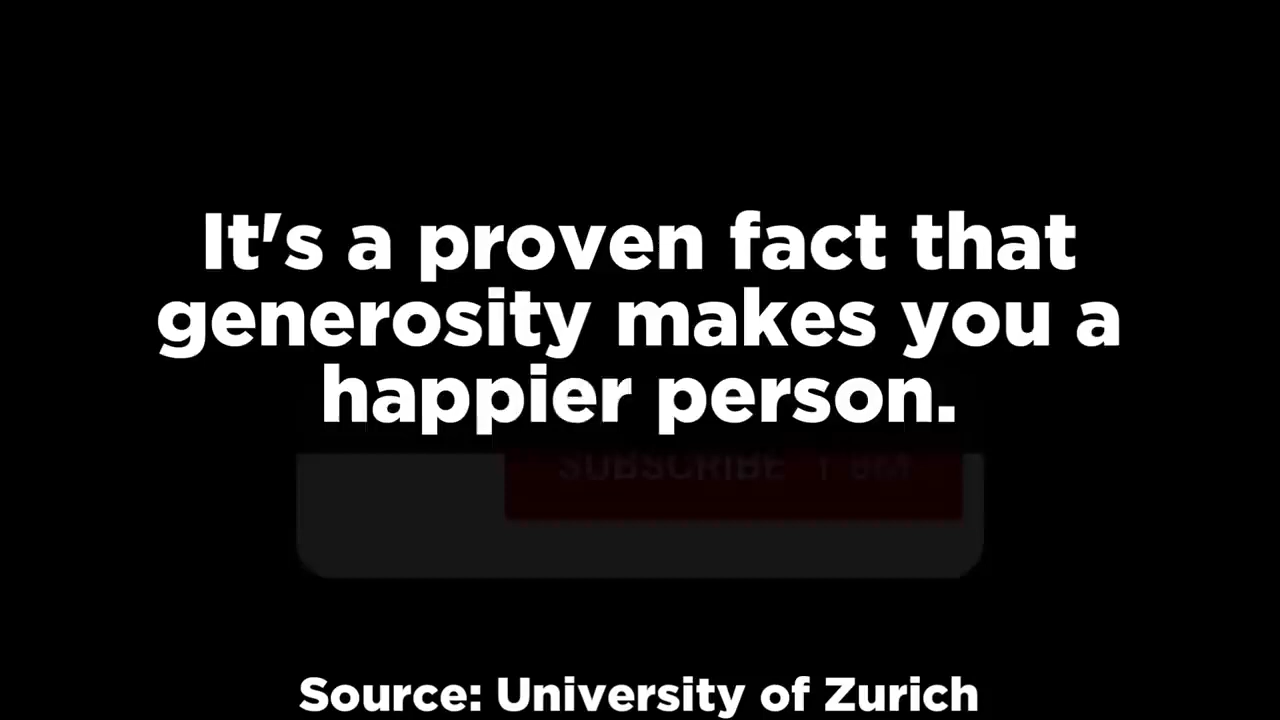 It's a proven fact that
generosity makes you a
happier person.
SUBSCRIBE
Source: University of Zurich